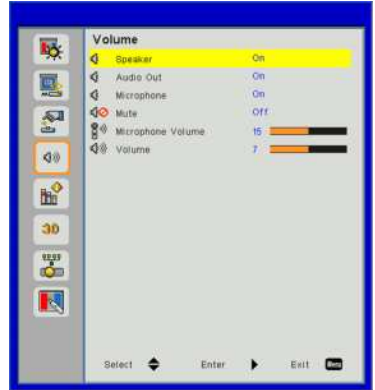 Volume
Speaker On
Audio Out On
Microphone On
Mute Off
Microphone Volume 15
Volume 7
3D
Select Enter Exit Menu